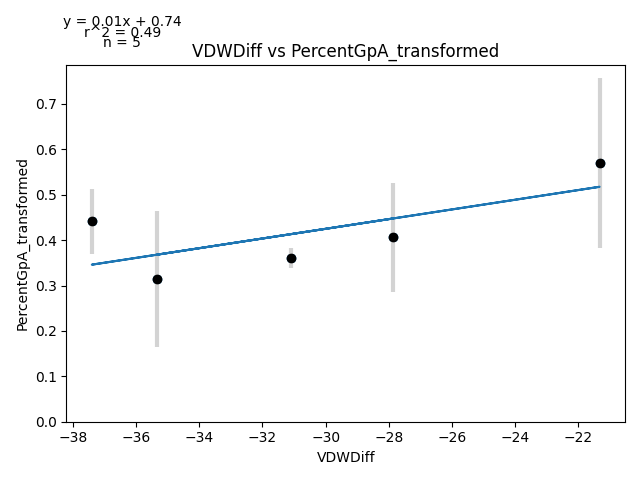 y = 0.01x + 0.74
r^2 = 0.49
n = 5
VDWDiff vs PercentGpA_transformed
PercentGpA_transformed
0.7
0.6
0.5
0.4
0.3
0.2
0.1
0.0
−38 −36 −34 −32 −30 −28 −26 −24 −22
VDWDiff